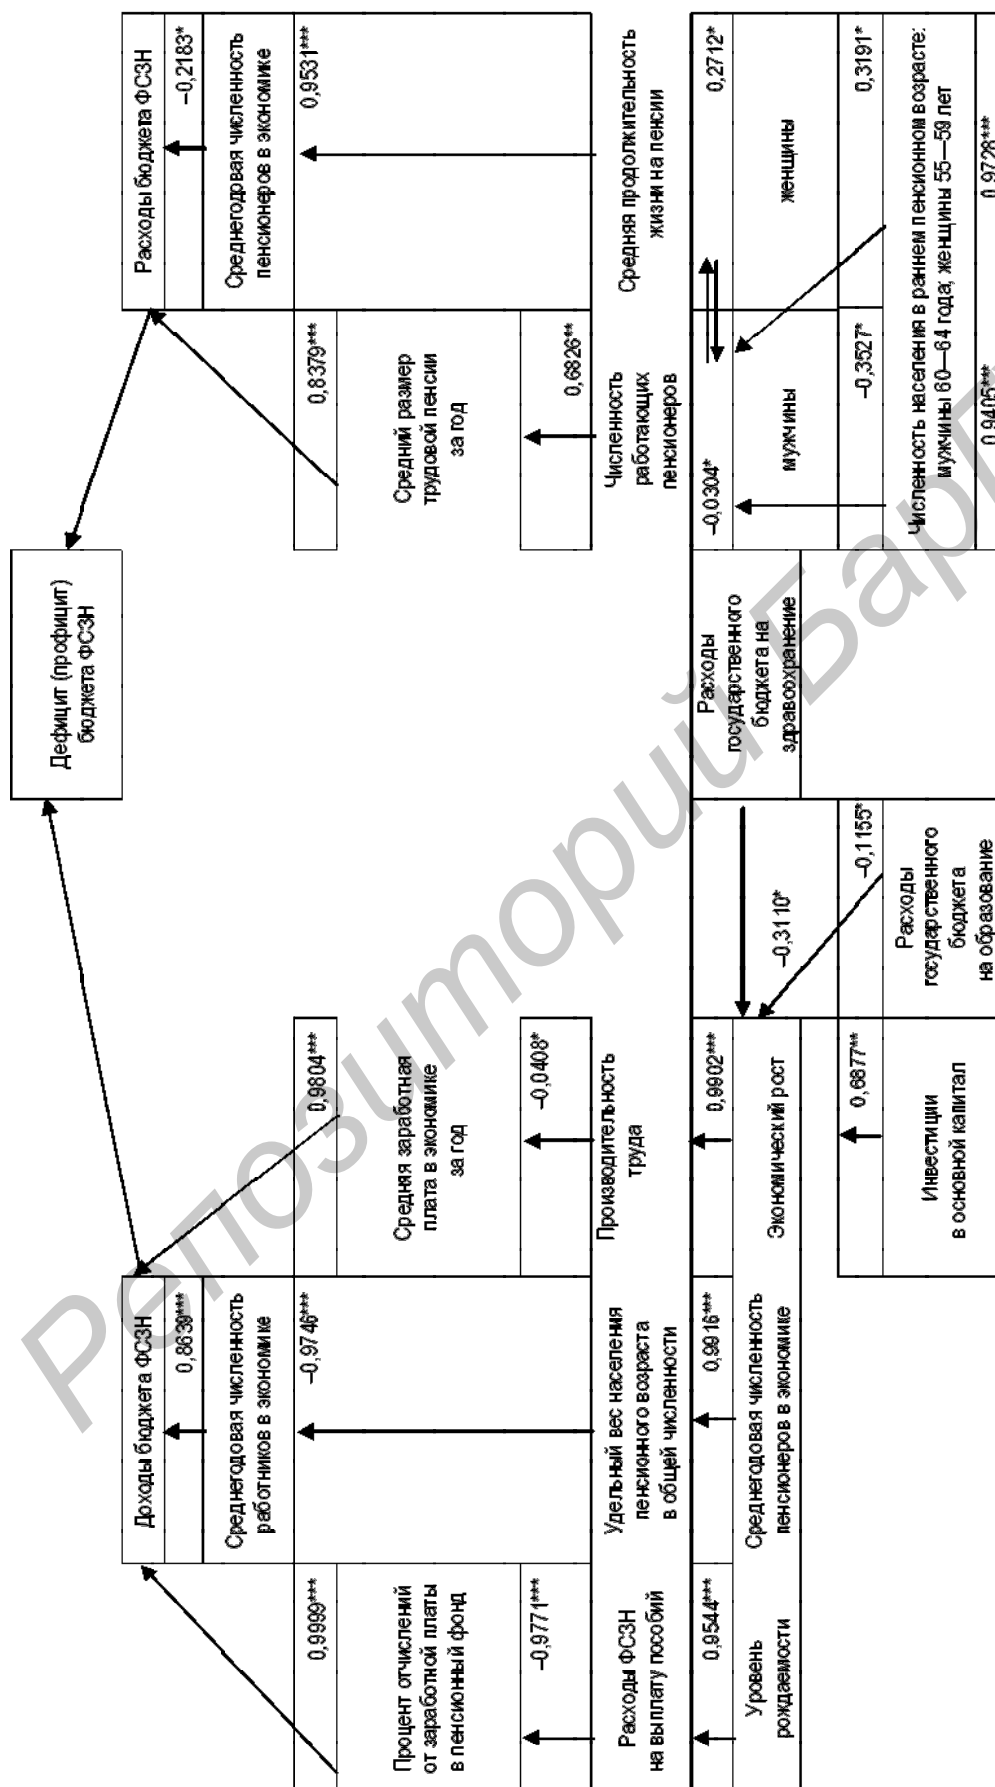 Дефицит (профицит)
бюджета ФСЗН
Доходы бюджета ФСЗН
0,8639***
Среднегодовая численность
работников в экономике
Расходы бюджета ФСЗН
–0,2183*
Среднегодовая численность
пенсионеров в экономике
0,9999***
Процент отчислений
от заработной платы
в пенсионный фонд
–0,9746***
0,9804***
Средняя заработная
плата в экономике
за год
0,8379***
Средний размер
трудовой пенсии
за год
0,9531***
–0,9771***
Расходы ФСЗН
на выплату пособий
Удельный вес населения
пенсионного возраста
в общей численности
–0,0408*
Производительность
труда
0,6826**
Численность
работающих
пенсионеров
Средняя продолжительность
жизни на пенсии
0,9544***
Уровень
рождаемости
0,9916***
Среднегодовая численность
пенсионеров в экономике
0,9902***
Экономический рост
–0,3110*
Расходы
государственного
бюджета на
здравоохранение
–0,0304*
мужчины
0,2712*
женщины
0,6877**
Инвестиции
в основной капитал
–0,1155*
Расходы
государственного
бюджета
на образование
–0,3527*
0,3191*
Численность населения в раннем пенсионном возрасте:
мужчины 60—64 года; женщины 55—59 лет
0,9405***
0,9728***
Репозиторий